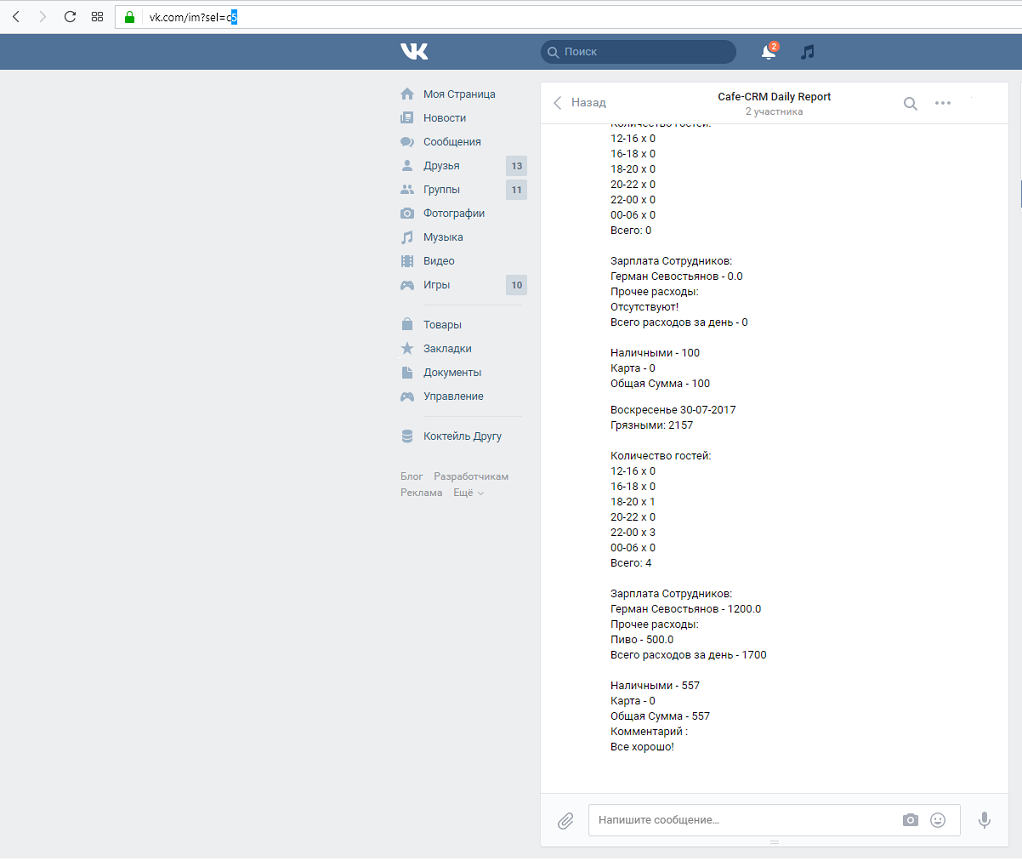 vk.com/im?sel=c5
Поиск
2
Моя Страница
Новости
Сообщения
Друзья 13
Группы 11
Фотографии
Музыка
Видео
Игры 10
Товары
Закладки
Документы
Управление
Коктейль Другу
Блог Разработчикам
Реклама Ещё
Назад
Cafe-CRM Daily Report
2 участника
Количество гостей:
12-16 x 0
16-18 x 0
18-20 x 0
20-22 x 0
22-00 x 0
00-06 x 0
Всего: 0
Зарплата Сотрудников:
Герман Севостьянов - 0.0
Прочее расходы:
Отсутствуют!
Всего расходов за день - 0
Наличными - 100
Карта - 0
Общая Сумма - 100
Воскресенье 30-07-2017
Грязными: 2157
Количество гостей:
12-16 x 0
16-18 x 0
18-20 x 1
20-22 x 0
22-00 x 3
00-06 x 0
Всего: 4
Зарплата Сотрудников:
Герман Севостьянов - 1200.0
Прочее расходы:
Пиво - 500.0
Всего расходов за день - 1700
Наличными - 557
Карта - 0
Общая Сумма - 557
Комментарий :
Все хорошо!
Напишите сообщение...